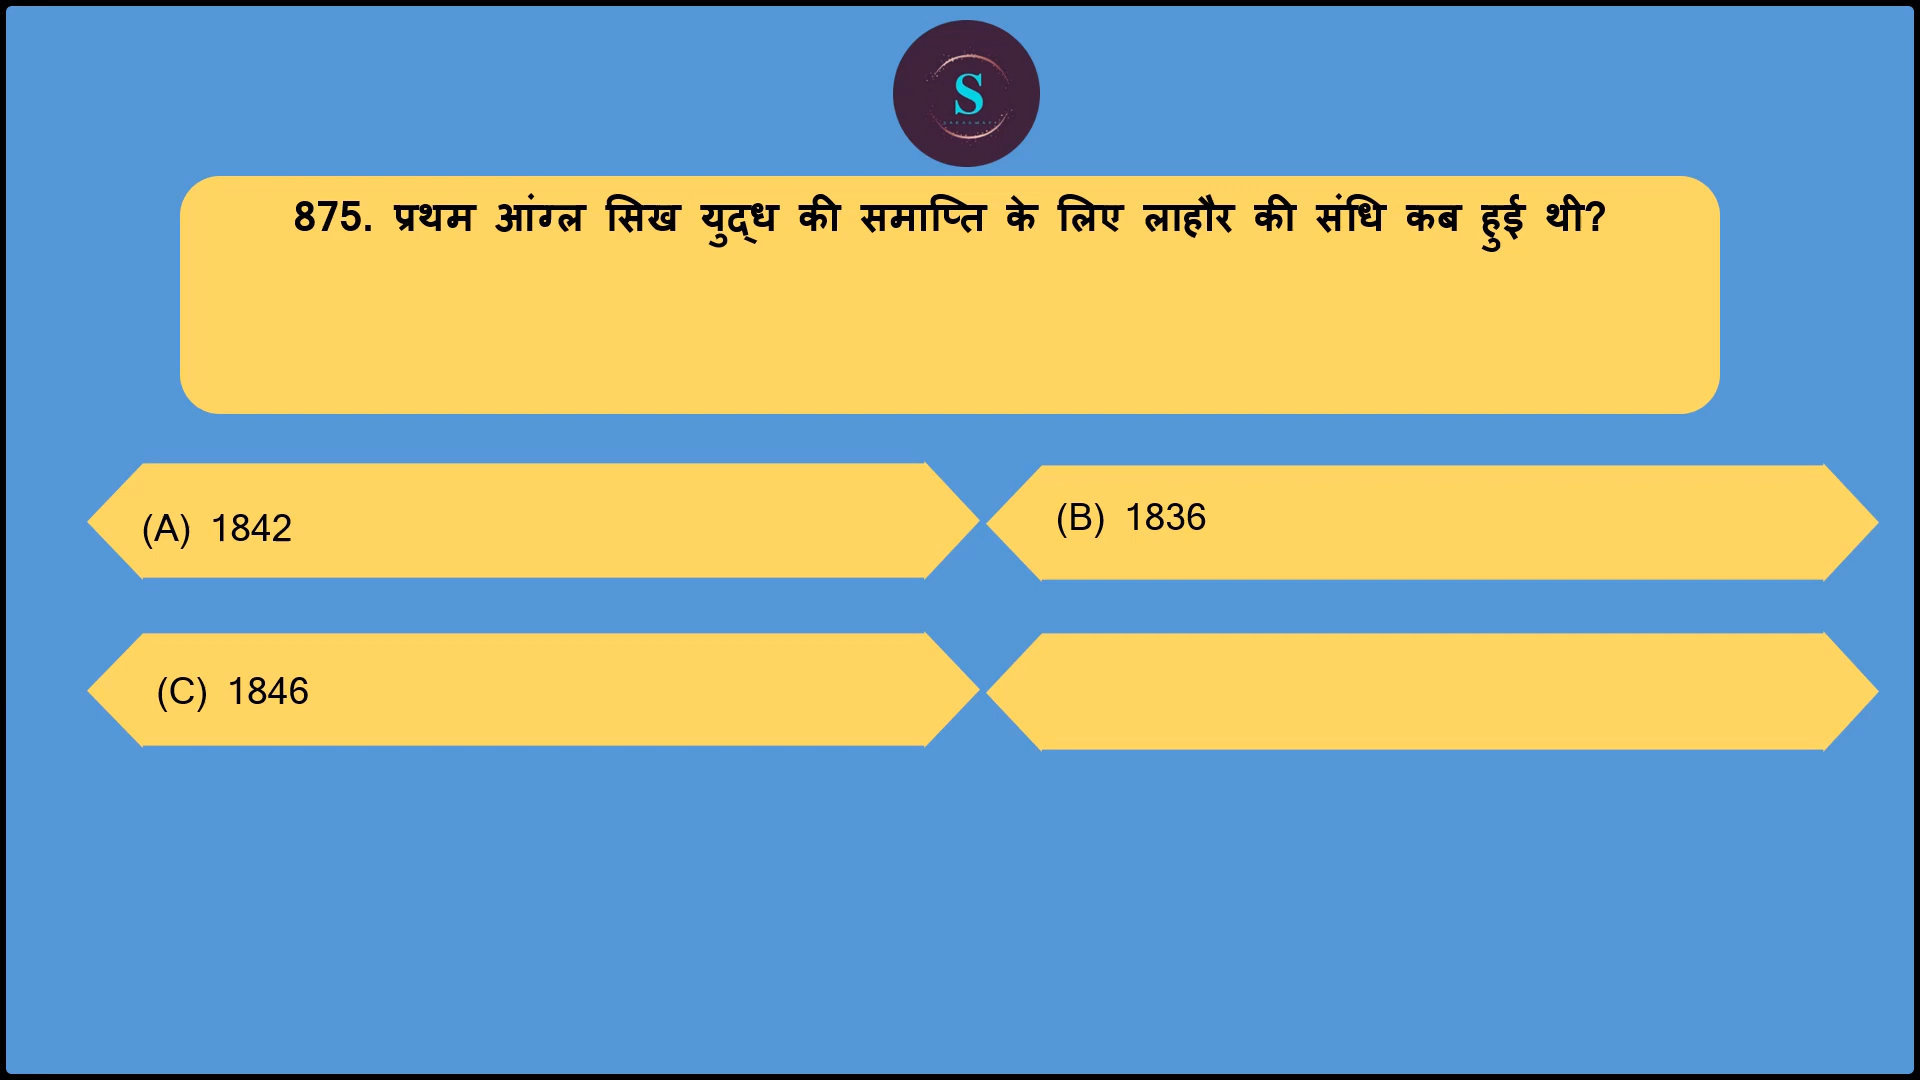 S
875. प्रथम आंग्ल सिख युद्ध की समाप्ति के लिए लाहौर की संधि कब हुई थी?
(A) 1842
(B) 1836
(C) 1846